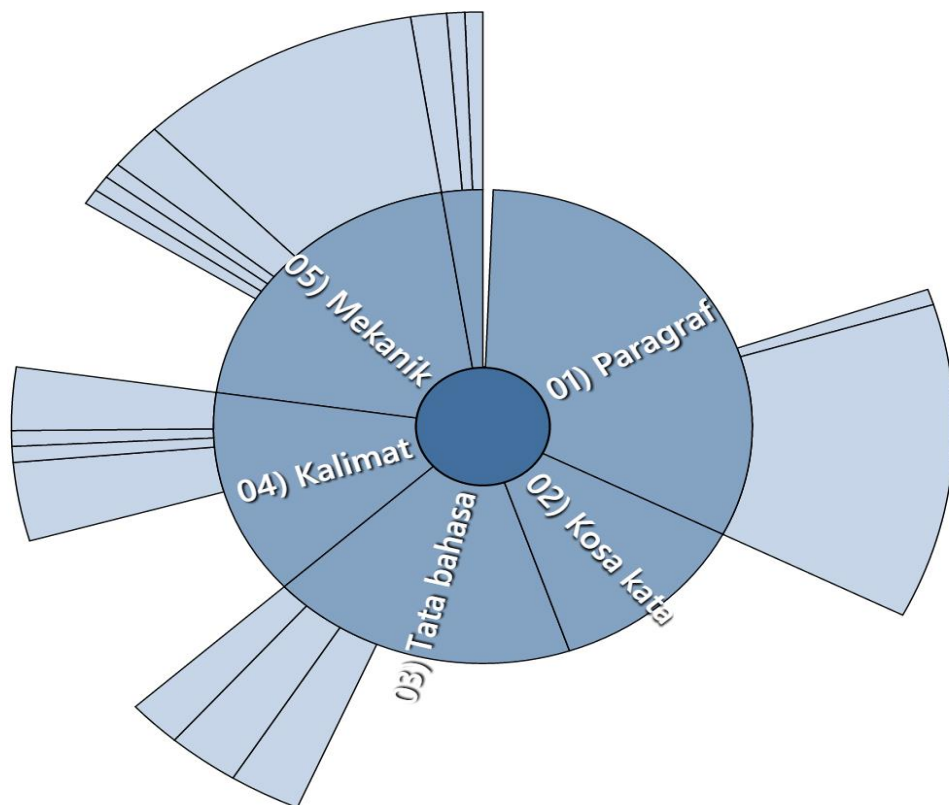 01) Paragraf
02) Kosa kata
03) Tata bahasa
04) Kalimat
05) Mekanik